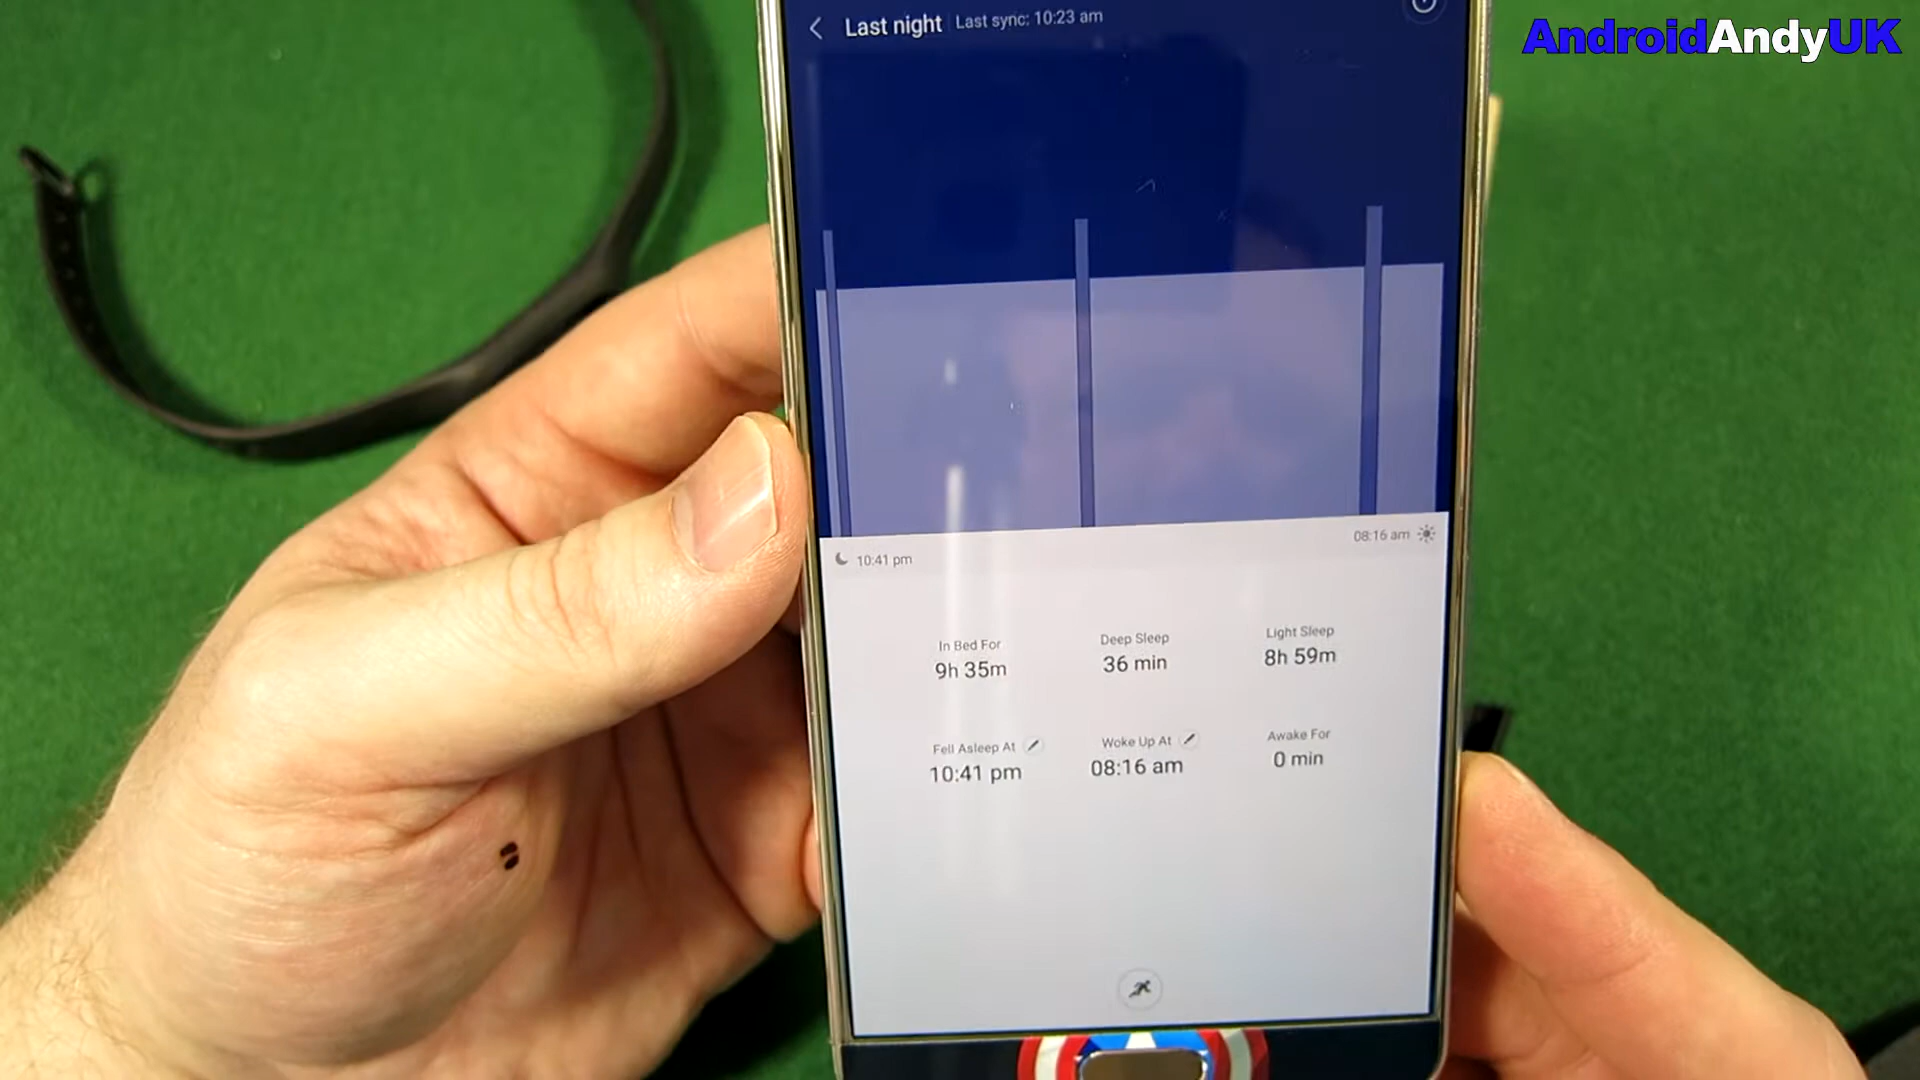 AndroidAndyUK
Last night Last sync: 10:23 am
10:41 pm 08:16 am
In Bed For Deep Sleep Light Sleep
9h 35m 36 min 8h 59m
Fell Asleep At Woke Up At Awake For
10:41 pm 08:16 am 0 min